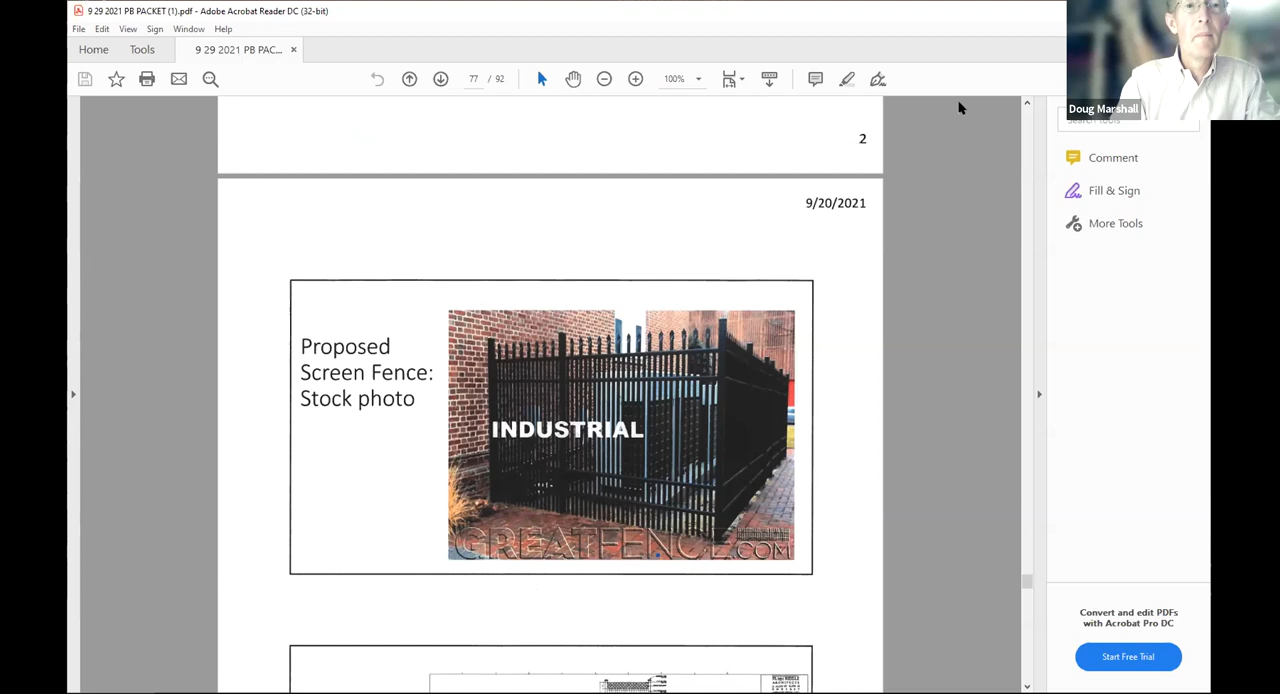 9 29 2021 PB PACKET (1).pdf - Adobe Acrobat Reader DC (32-bit)
File Edit View Sign Window Help
Home Tools 9 29 2021 PB PAC... ×
77 / 92 100%
Doug Marshall
Search Tools
Comment
Fill & Sign
More Tools
2
9/20/2021
Proposed
Screen Fence:
Stock photo
INDUSTRIAL
GREATFENCE.COM
Convert and edit PDFs
with Acrobat Pro DC
Start Free Trial